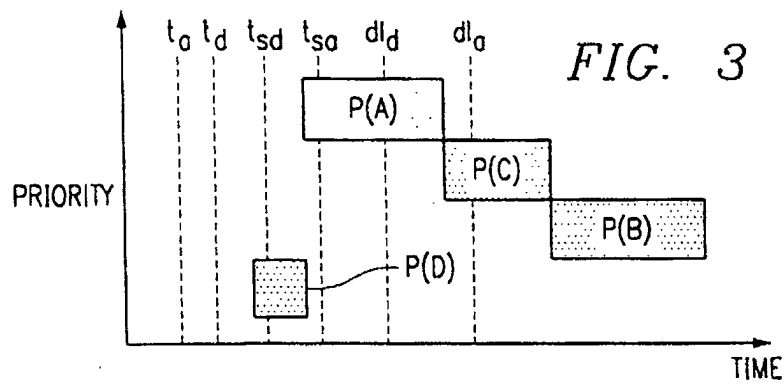 t_a t_d t_sd t_sa dl_d dl_a
FIG. 3
P(A)
P(C)
PRIORITY
P(B)
P(D)
TIME